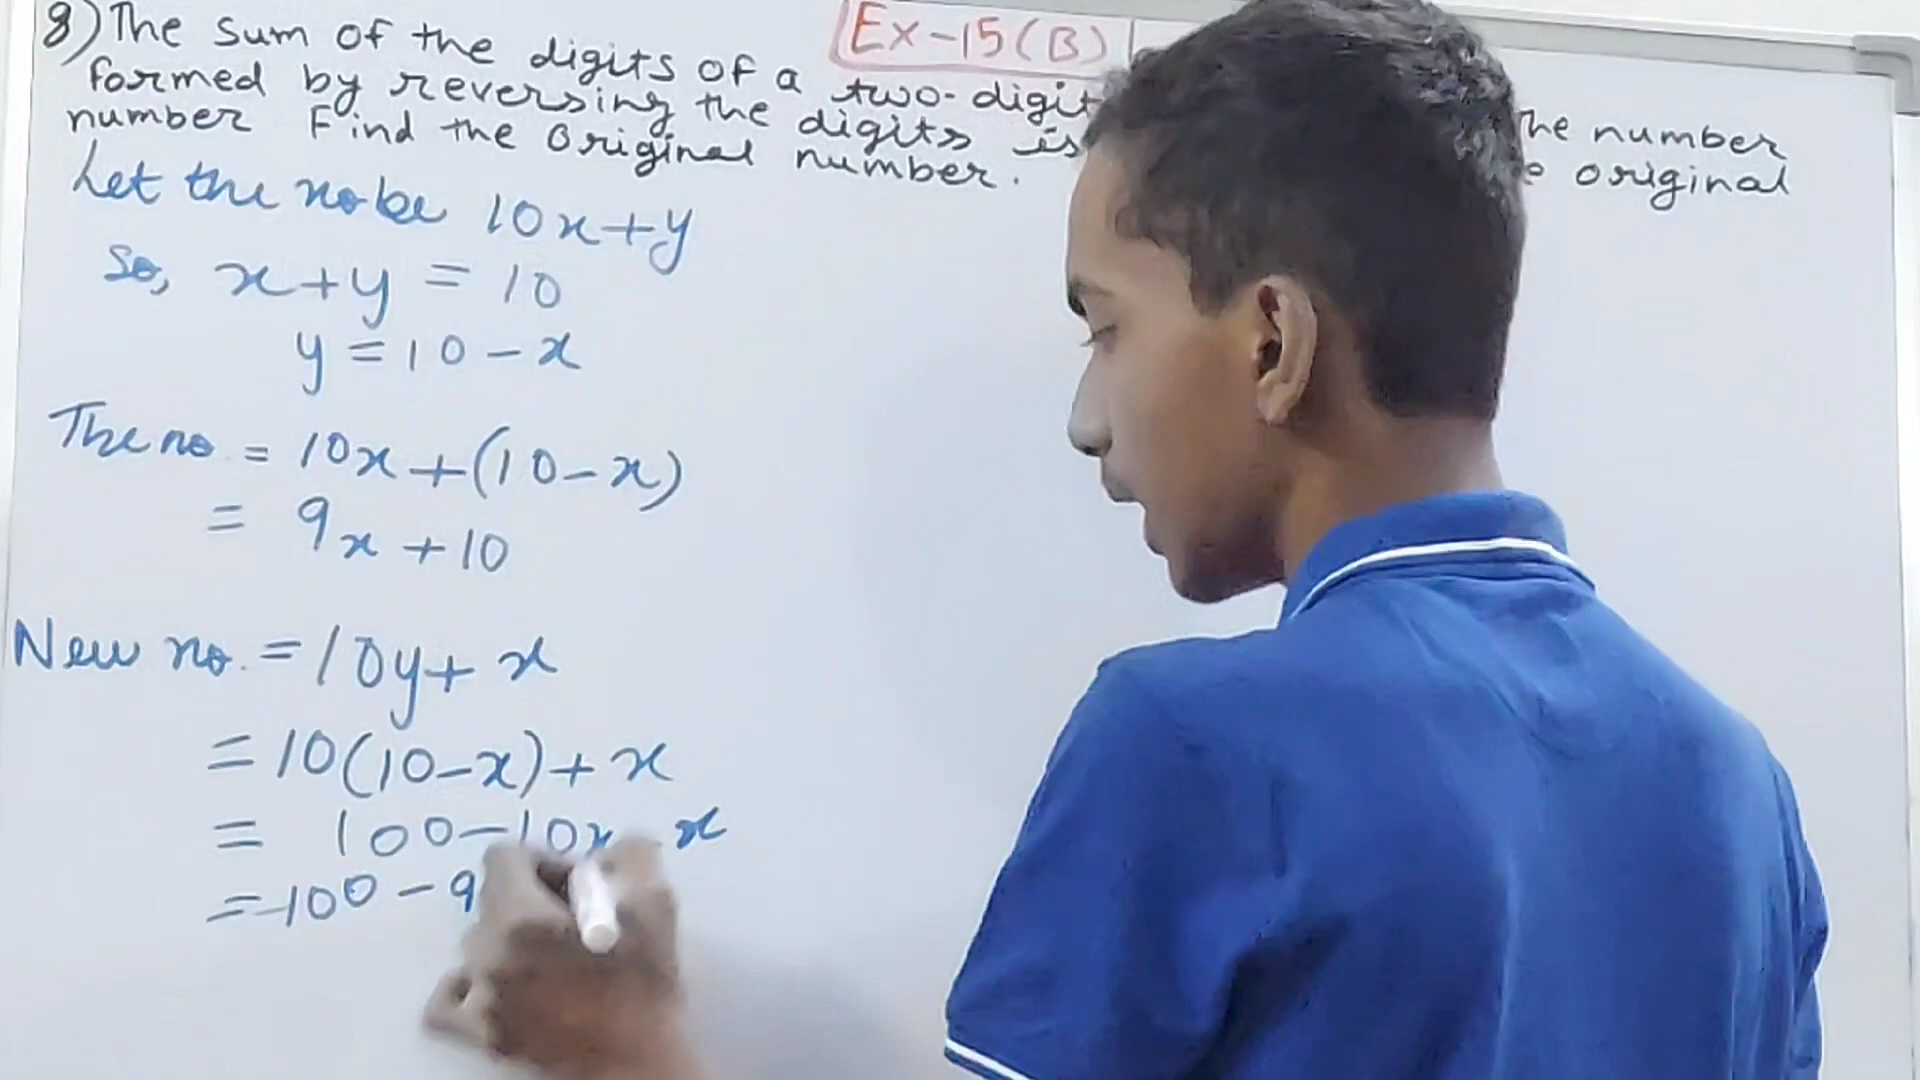 Ex-15(B)
8) The sum of the digits of a two-digit he number
formed by reversing the digits is original
number Find the original number.
Let the no be 10x+y
So, x+y = 10
y = 10-x
The no = 10x+(10-x)
= 9x+10
New no. = 10y+x
= 10(10-x)+x
= 100-10x x
= 100-9